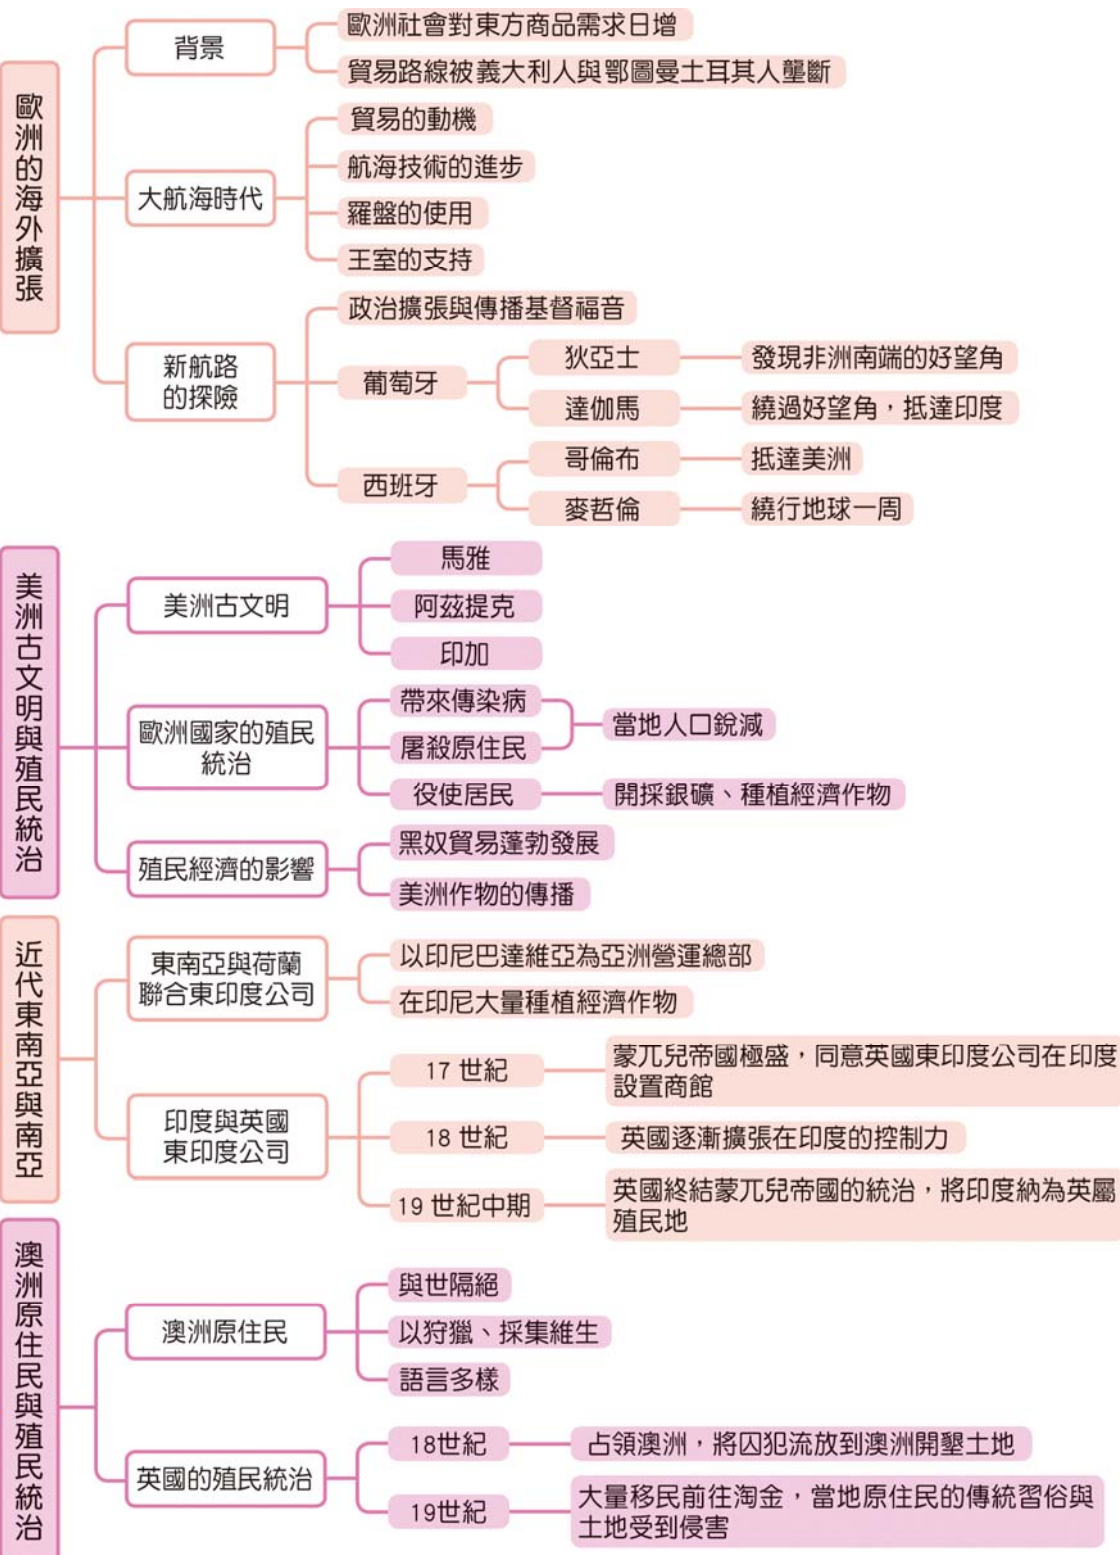 歐洲的海外擴張
背景
歐洲社會對東方商品需求日增
貿易路線被義大利人與鄂圖曼土耳其人壟斷
大航海時代
貿易的動機
航海技術的進步
羅盤的使用
王室的支持
新航路
的探險
政治擴張與傳播基督福音
葡萄牙
狄亞士
發現非洲南端的好望角
達伽馬
繞過好望角，抵達印度
西班牙
哥倫布
抵達美洲
麥哲倫
繞行地球一周
美洲古文明與殖民統治
美洲古文明
馬雅
阿茲提克
印加
歐洲國家的殖民
統治
帶來傳染病
屠殺原住民
當地人口銳減
役使居民
開採銀礦、種植經濟作物
殖民經濟的影響
黑奴貿易蓬勃發展
美洲作物的傳播
近代東南亞與南亞
東南亞與荷蘭
聯合東印度公司
以印尼巴達維亞為亞洲營運總部
在印尼大量種植經濟作物
印度與英國
東印度公司
17 世紀
蒙兀兒帝國極盛，同意英國東印度公司在印度
設置商館
18 世紀
英國逐漸擴張在印度的控制力
19 世紀中期
英國終結蒙兀兒帝國的統治，將印度納為英屬
殖民地
澳洲原住民與殖民統治
澳洲原住民
與世隔絕
以狩獵、採集維生
語言多樣
英國的殖民統治
18世紀
占領澳洲，將囚犯流放到澳洲開墾土地
19世紀
大量移民前往淘金，當地原住民的傳統習俗與
土地受到侵害